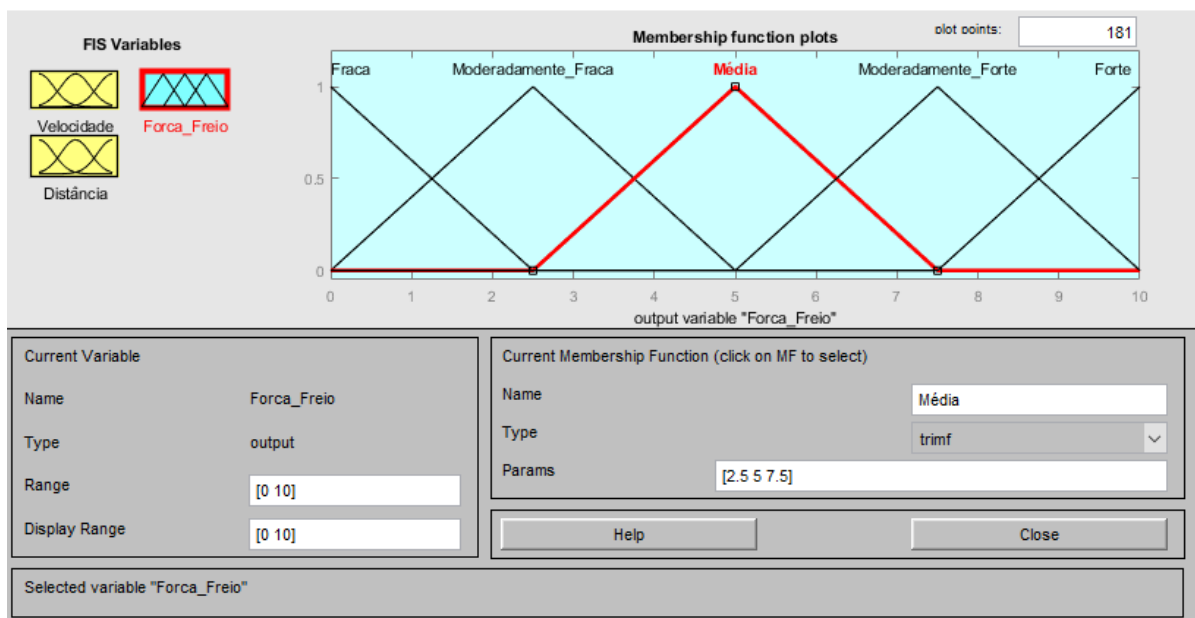 FIS Variables
Membership function plots
plot points:
181
Velocidade
Forca_Freio
Distância
Fraca
Moderadamente_Fraca
Média
Moderadamente_Forte
Forte
1
0.5
0
0 1 2 3 4 5 6 7 8 9 10
output variable "Forca_Freio"
Current Variable
Name Forca_Freio
Type output
Range [0 10]
Display Range [0 10]
Current Membership Function (click on MF to select)
Name Média
Type trimf
Params [2.5 5 7.5]
Help
Close
Selected variable "Forca_Freio"